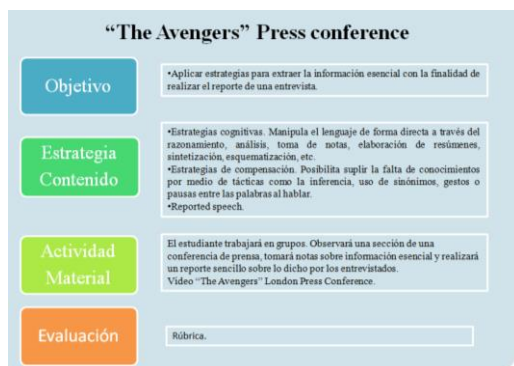 “The Avengers” Press conference
Objetivo
•Aplicar estrategias para extraer la información esencial con la finalidad de
realizar el reporte de una entrevista.
Estrategia
Contenido
•Estrategias cognitivas. Manipula el lenguaje de forma directa a través del
razonamiento, análisis, toma de notas, elaboración de resúmenes,
sintetización, esquematización, etc.
•Estrategias de compensación. Posibilita suplir la falta de conocimientos
por medio de tácticas como la inferencia, uso de sinónimos, gestos o
pausas entre las palabras al hablar.
•Reported speech.
Actividad
Material
El estudiante trabajará en grupos. Observará una sección de una
conferencia de prensa, tomará notas sobre información esencial y realizará
un reporte sencillo sobre lo dicho por los entrevistados.
Video “The Avengers” London Press Conference.
Evaluación
Rúbrica.